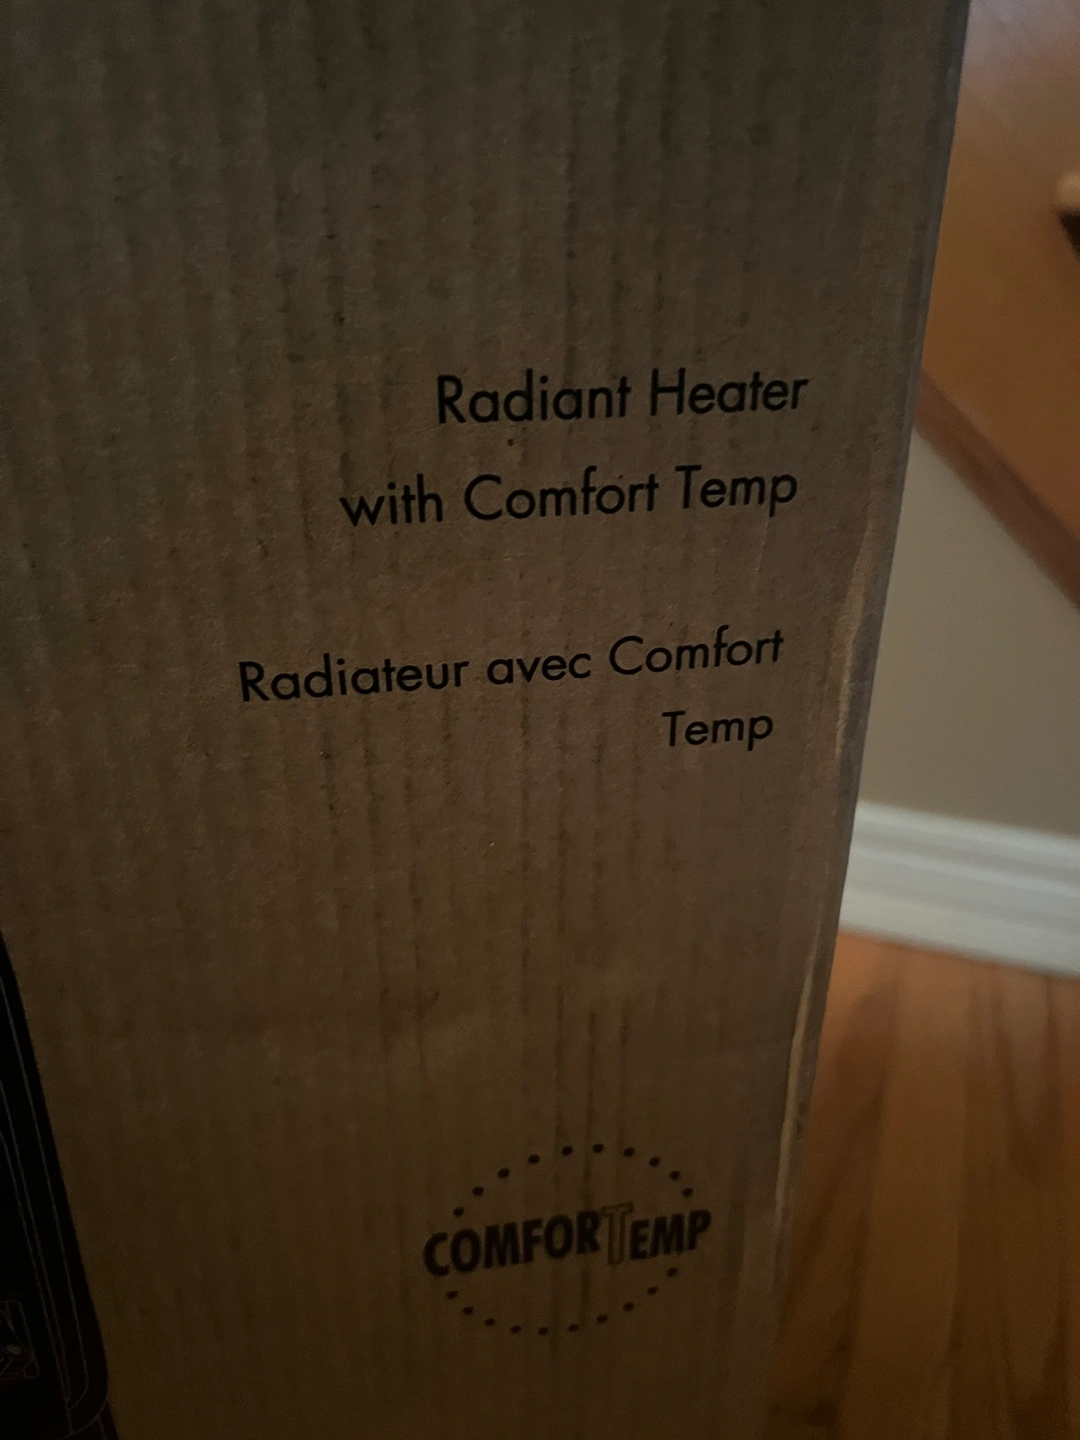 Radiant Heater
with Comfort Temp
Radiateur avec Comfort
Temp
COMFORTEMP